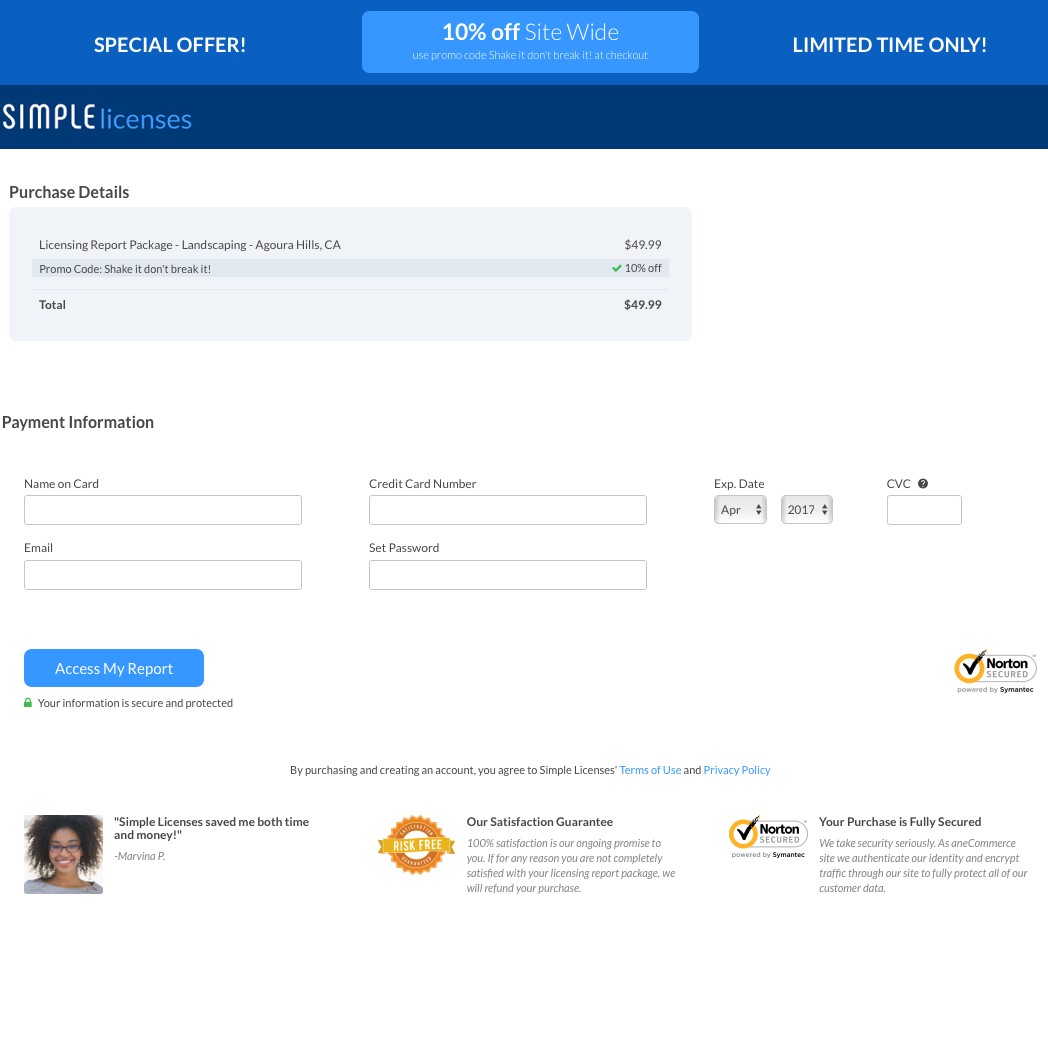 SPECIAL OFFER!
10% off Site Wide
use promo code Shake it don't break it! at checkout
LIMITED TIME ONLY!
SIMPLE licenses
Purchase Details
Licensing Report Package - Landscaping - Agoura Hills, CA $49.99
Promo Code: Shake it don't break it! 10% off
Total $49.99
Payment Information
Name on Card Credit Card Number Exp. Date CVC ?
Apr 2017
Email Set Password
Access My Report
Your information is secure and protected
Norton
SECURED
powered by Symantec
By purchasing and creating an account, you agree to Simple Licenses' Terms of Use and Privacy Policy
"Simple Licenses saved me both time
and money!"
-Marvina P.
SATISFACTION
RISK FREE
GUARANTEE
Our Satisfaction Guarantee
100% satisfaction is our ongoing promise to
you. If for any reason you are not completely
satisfied with your licensing report package, we
will refund your purchase.
Norton
SECURED
powered by Symantec
Your Purchase is Fully Secured
We take security seriously. As aneCommerce
site we authenticate our identity and encrypt
traffic through our site to fully protect all of our
customer data.